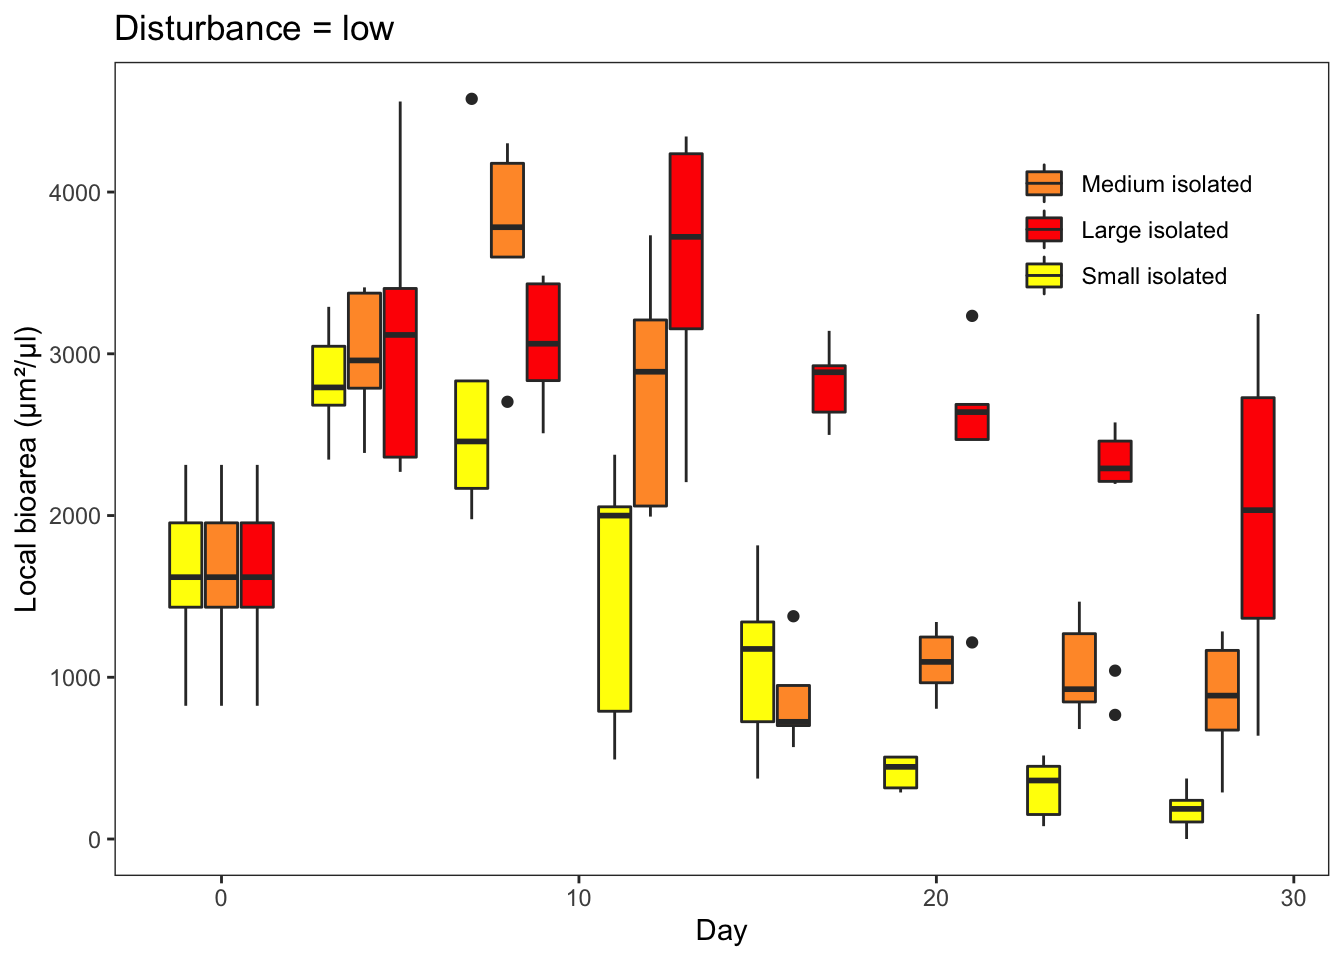 Disturbance = low
Local bioarea (µm²/µl)
4000
3000
2000
1000
0
Medium isolated
Large isolated
Small isolated
0 10 20 30
Day